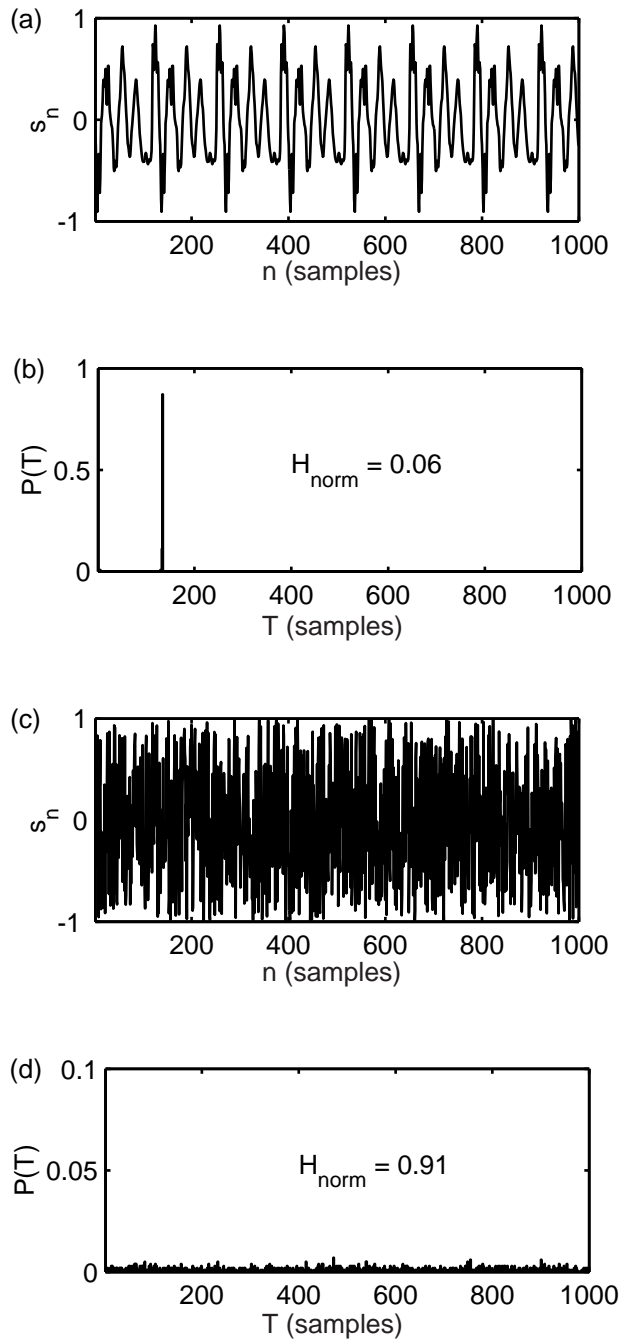 (a)
1
0
-1
s_n
200 400 600 800 1000
n (samples)
(b)
1
0.5
0
P(T)
H_norm = 0.06
200 400 600 800 1000
T (samples)
(c)
1
0
-1
s_n
200 400 600 800 1000
n (samples)
(d)
0.1
0.05
0
P(T)
H_norm = 0.91
200 400 600 800 1000
T (samples)